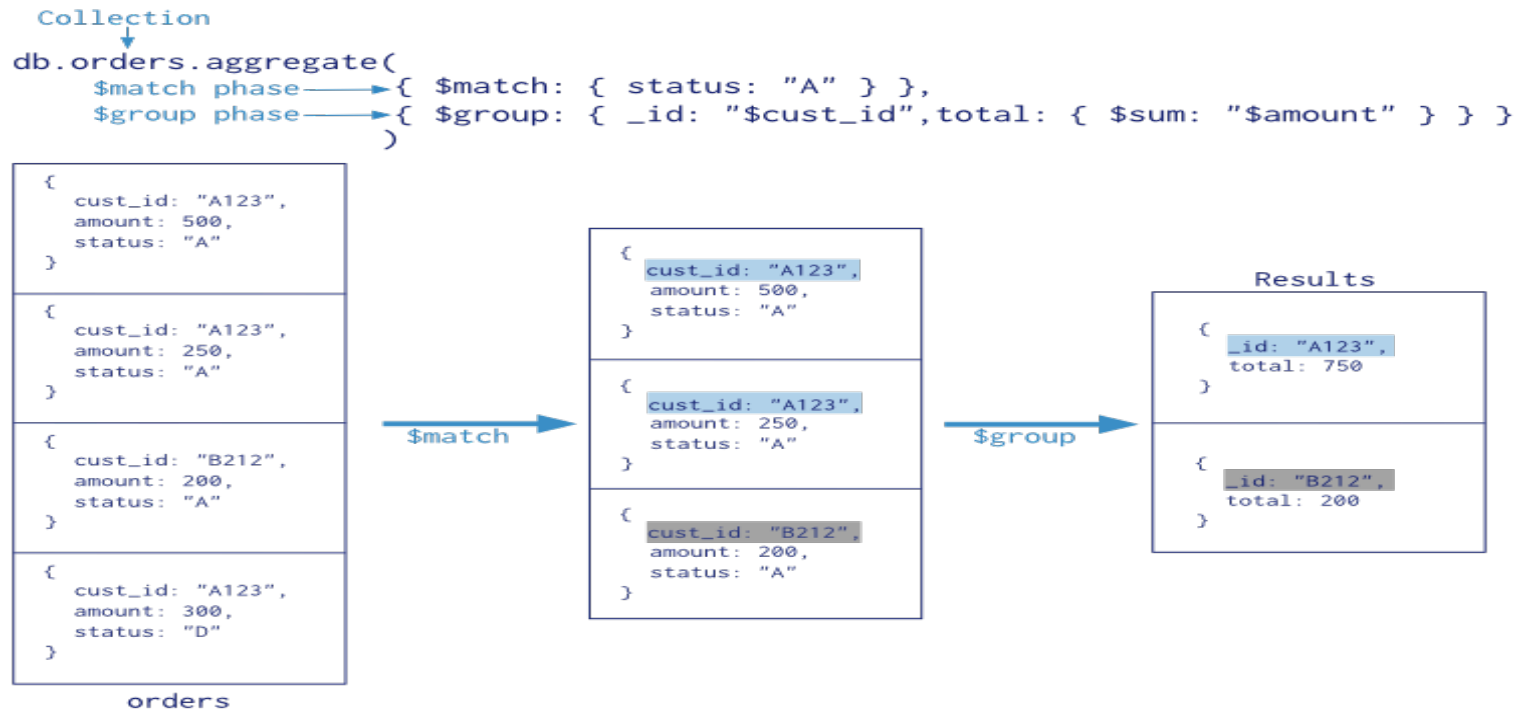 Collection
db.orders.aggregate(
$match phase { $match: { status: "A" } },
$group phase { $group: { _id: "$cust_id",total: { $sum: "$amount" } } }
)
{
cust_id: "A123",
amount: 500,
status: "A"
}
{
cust_id: "A123",
amount: 250,
status: "A"
}
{
cust_id: "B212",
amount: 200,
status: "A"
}
{
cust_id: "A123",
amount: 300,
status: "D"
}
orders
$match
{
cust_id: "A123",
amount: 500,
status: "A"
}
{
cust_id: "A123",
amount: 250,
status: "A"
}
{
cust_id: "B212",
amount: 200,
status: "A"
}
$group
Results
{
_id: "A123",
total: 750
}
{
_id: "B212",
total: 200
}